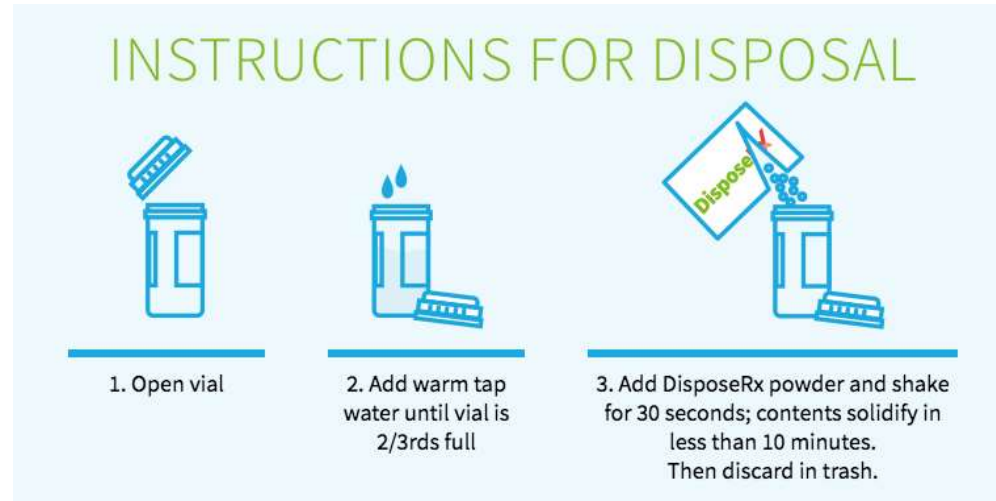 INSTRUCTIONS FOR DISPOSAL
DisposeRX
1. Open vial
2. Add warm tap
water until vial is
2/3rds full
3. Add DisposeRx powder and shake
for 30 seconds; contents solidify in
less than 10 minutes.
Then discard in trash.